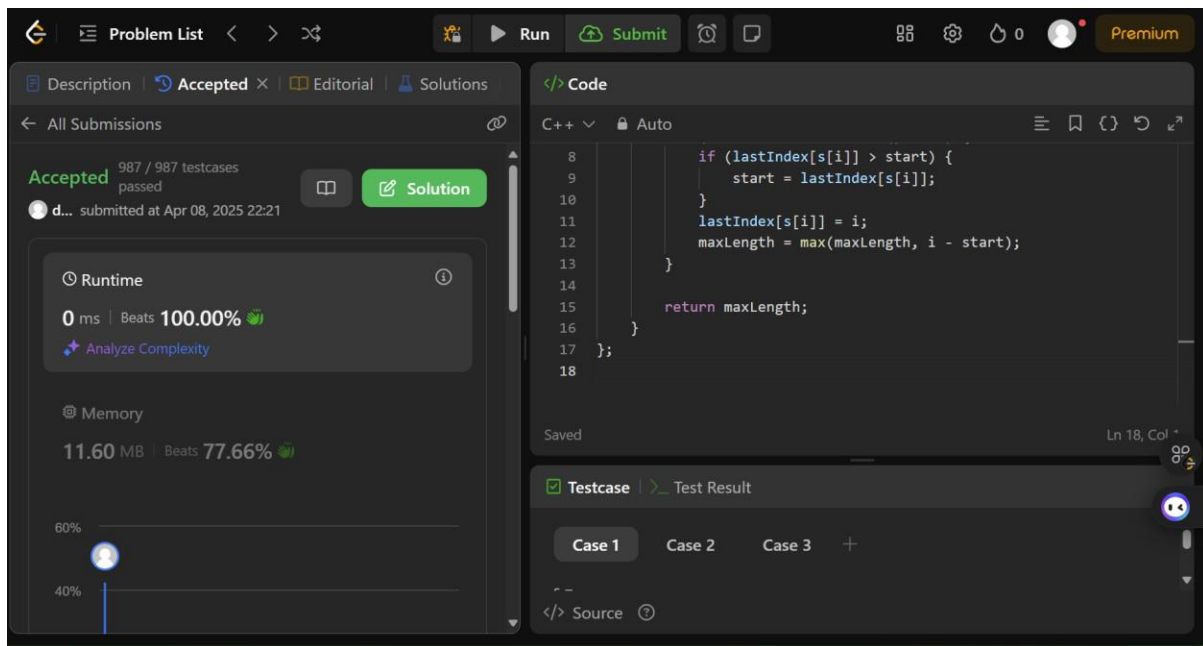 Problem List
Run
Submit
0
Premium
Description
Accepted
Editorial
Solutions
All Submissions
Accepted
987 / 987 testcases
passed
d... submitted at Apr 08, 2025 22:21
Solution
Runtime
0 ms | Beats 100.00%
Analyze Complexity
Memory
11.60 MB | Beats 77.66%
60%
40%
</> Code
C++
Auto
8 if (lastIndex[s[i]] > start) {
9 start = lastIndex[s[i]];
10 }
11 lastIndex[s[i]] = i;
12 maxLength = max(maxLength, i - start);
13 }
14
15 return maxLength;
16 }
17 };
18
Saved
Ln 18, Col
Testcase | >_ Test Result
Case 1 Case 2 Case 3 +
</> Source